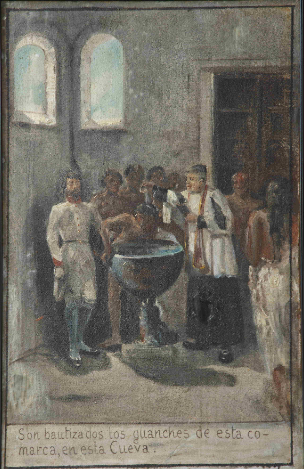 Son bautizados los guanches de esta co-
marca, en esta Cueva.